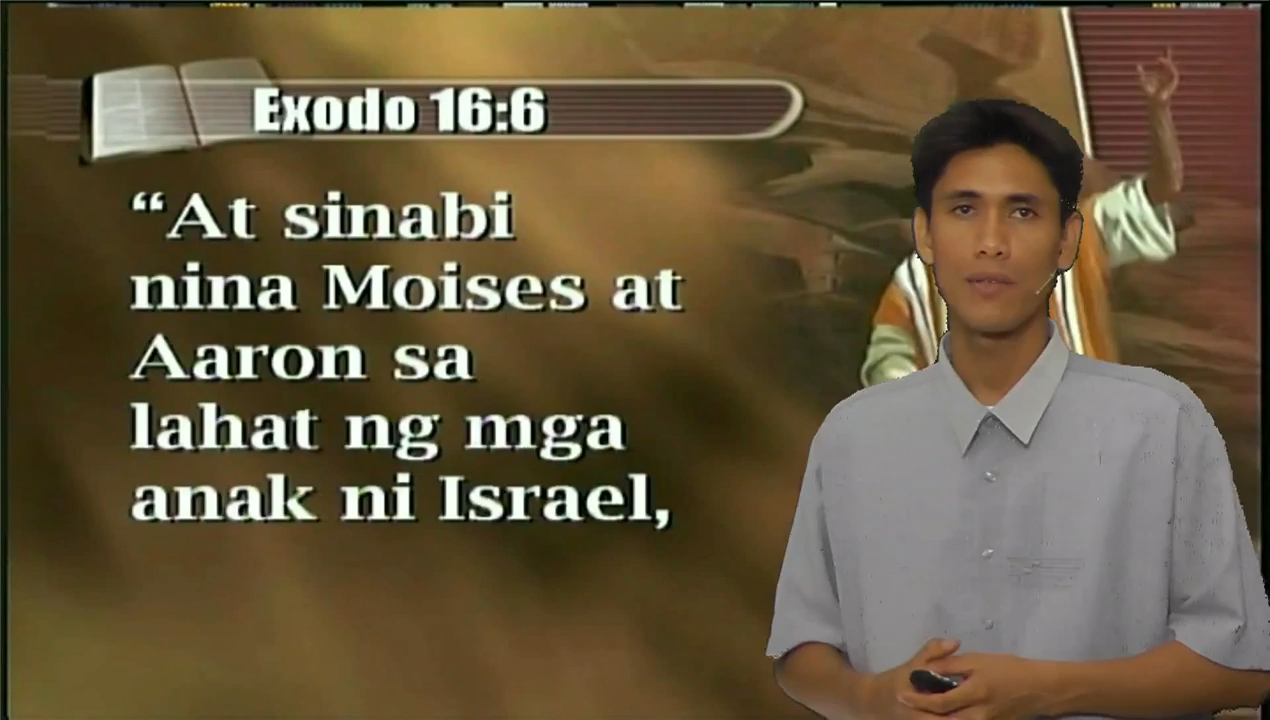 Exodo 16:6
“At sinabi
nina Moises at
Aaron sa
lahat ng mga
anak ni Israel,